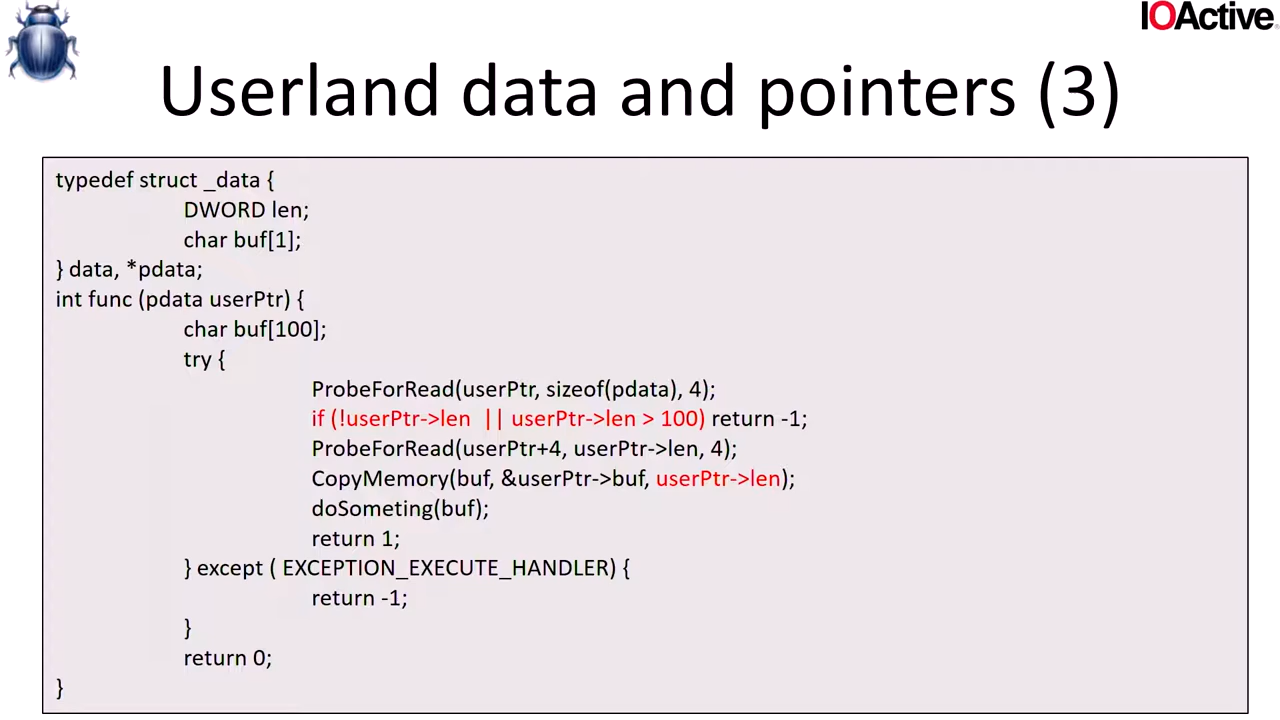 IOActive
Userland data and pointers (3)
typedef struct _data {
DWORD len;
char buf[1];
} data, *pdata;
int func (pdata userPtr) {
char buf[100];
try {
ProbeForRead(userPtr, sizeof(pdata), 4);
if (!userPtr->len || userPtr->len > 100) return -1;
ProbeForRead(userPtr+4, userPtr->len, 4);
CopyMemory(buf, &userPtr->buf, userPtr->len);
doSometing(buf);
return 1;
} except ( EXCEPTION_EXECUTE_HANDLER) {
return -1;
}
return 0;
}